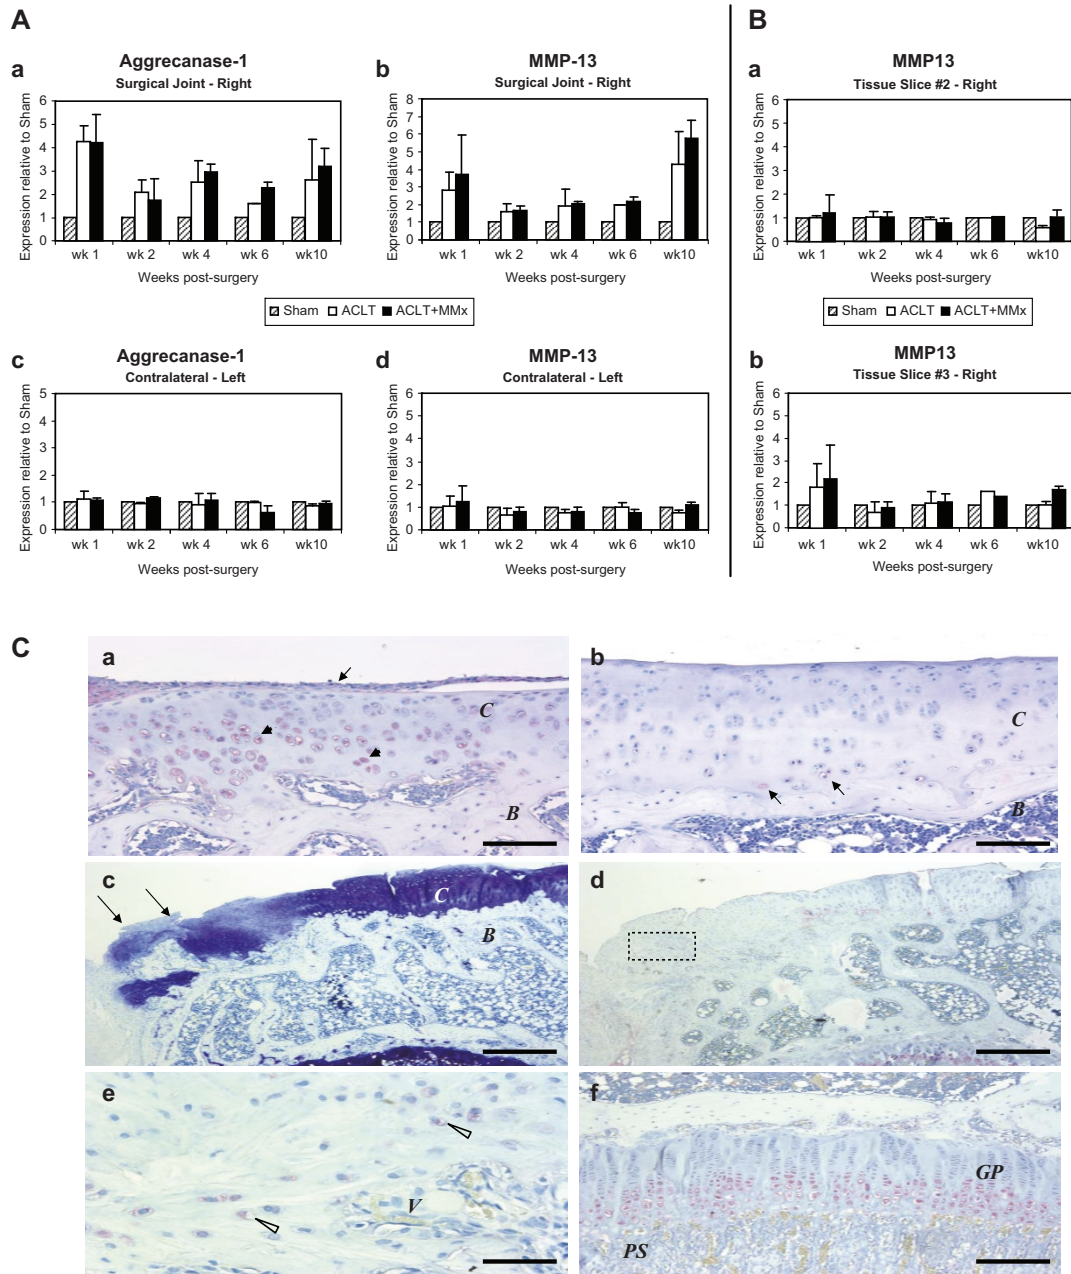 A
B
a
Aggrecanase-1
Surgical Joint - Right
b
MMP-13
Surgical Joint - Right
a
MMP13
Tissue Slice #2 - Right
Expression relative to Sham
6
5
4
3
2
1
0
wk 1 wk 2 wk 4 wk 6 wk10
Weeks post-surgery
Expression relative to Sham
8
7
6
5
4
3
2
1
0
wk 1 wk 2 wk 4 wk 6 wk10
Weeks post-surgery
Expression relative to Sham
6
5
4
3
2
1
0
wk 1 wk 2 wk 4 wk 6 wk10
Weeks post-surgery
Sham ACLT ACLT+MMx
Sham ACLT ACLT+MMx
c
Aggrecanase-1
Contralateral - Left
d
MMP-13
Contralateral - Left
b
MMP13
Tissue Slice #3 - Right
Expression relative to Sham
5
4
3
2
1
0
wk 1 wk 2 wk 4 wk 6 wk10
Weeks post-surgery
Expression relative to Sham
6
5
4
3
2
1
0
wk 1 wk 2 wk 4 wk 6 wk10
Weeks post-surgery
Expression relative to Sham
6
5
4
3
2
1
0
wk 1 wk 2 wk 4 wk 6 wk10
Weeks post-surgery
C
a
C
B
b
C
B
c
C
B
d
e
V
f
GP
PS